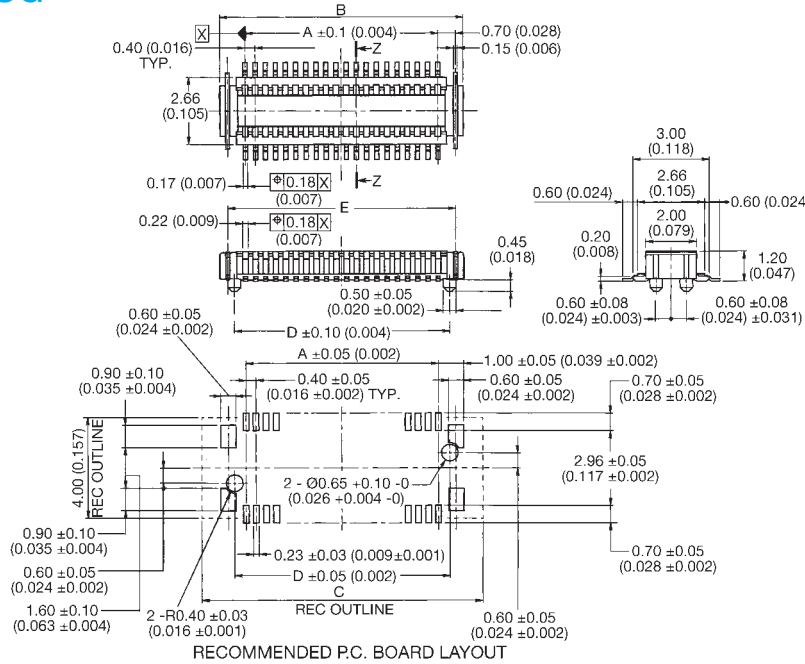 B
X
A ±0.1 (0.004)
0.70 (0.028)
0.40 (0.016)
TYP.
Z
0.15 (0.006)
2.66
(0.105)
0.17 (0.007)
⌖ 0.18 X
(0.007)
Z
E
0.22 (0.009)
⌖ 0.18 X
(0.007)
0.45
(0.018)
0.50 ±0.05
(0.020 ±0.002)
D ±0.10 (0.004)
3.00
(0.118)
2.66
(0.105)
0.60 (0.024)
0.60 (0.024
2.00
(0.079)
0.20
(0.008)
1.20
(0.047)
0.60 ±0.08
(0.024) ±0.003)
0.60 ±0.08
(0.024) ±0.031)
0.60 ±0.05
(0.024 ±0.002)
A ±0.05 (0.002)
1.00 ±0.05 (0.039 ±0.002)
0.90 ±0.10
(0.035 ±0.004)
0.40 ±0.05
(0.016 ±0.002) TYP.
0.60 ±0.05
(0.024 ±0.002)
0.70 ±0.05
(0.028 ±0.002)
4.00 (0.157)
REC OUTLINE
2 - Ø0.65 +0.10 -0
(0.026 +0.004 -0)
2.96 ±0.05
(0.117 ±0.002)
0.90 ±0.10
(0.035 ±0.004)
0.23 ±0.03 (0.009±0.001)
0.70 ±0.05
(0.028 ±0.002)
0.60 ±0.05
(0.024 ±0.002)
D ±0.05 (0.002)
C
REC OUTLINE
1.60 ±0.10
(0.063 ±0.004)
2 -R0.40 ±0.03
(0.016 ±0.001)
0.60 ±0.05
(0.024 ±0.002)
RECOMMENDED P.C. BOARD LAYOUT